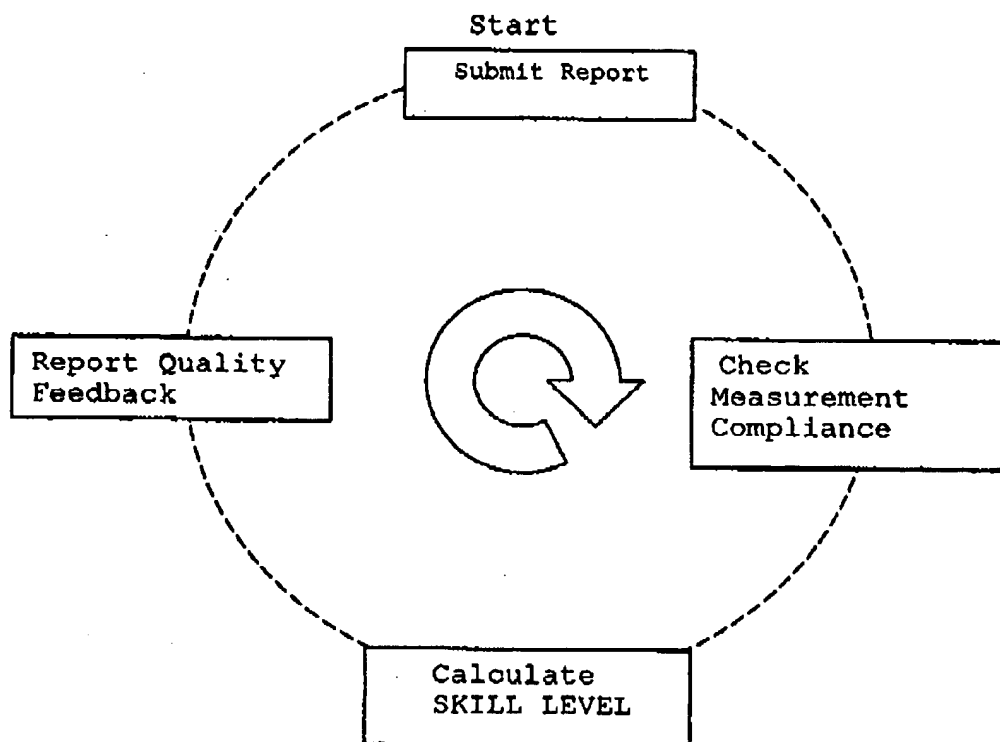 Start
Submit Report
Report Quality
Feedback
Check
Measurement
Compliance
Calculate
SKILL LEVEL